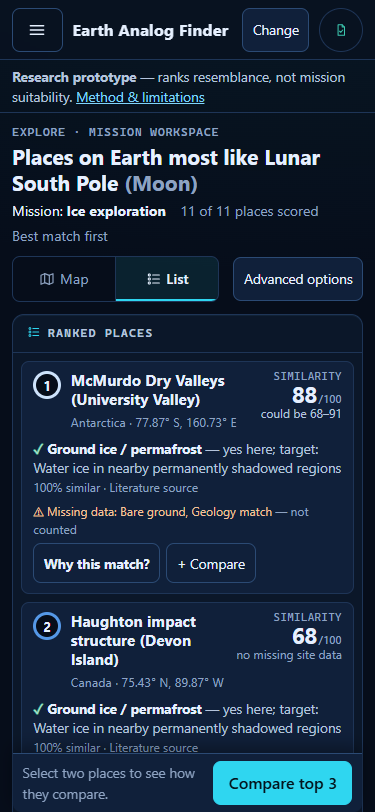 Earth Analog Finder
Change
Research prototype — ranks resemblance, not mission
suitability. Method & limitations
EXPLORE · MISSION WORKSPACE
Places on Earth most like Lunar
South Pole (Moon)
Mission: Ice exploration 11 of 11 places scored
Best match first
Map
List
Advanced options
RANKED PLACES
1
McMurdo Dry Valleys
(University Valley)
Antarctica · 77.87° S, 160.73° E
SIMILARITY
88/100
could be 68–91
✓ Ground ice / permafrost — yes here; target:
Water ice in nearby permanently shadowed regions
100% similar · Literature source
⚠ Missing data: Bare ground, Geology match — not
counted
Why this match?
+ Compare
2
Haughton impact
structure (Devon
Island)
Canada · 75.43° N, 89.87° W
SIMILARITY
68/100
no missing site data
✓ Ground ice / permafrost — yes here; target:
Water ice in nearby permanently shadowed regions
100% similar · Literature source
Select two places to see how
they compare.
Compare top 3